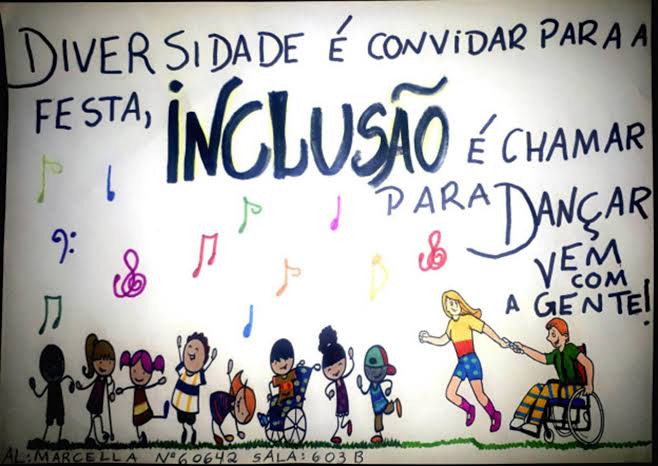 DIVERSIDADE É CONVIDAR PARA A
FESTA, INCLUSÃO É CHAMAR
PARA DANÇAR
VEM
COM
A GENTE!
AL: MARCELLA Nº 60642 SALA: 603 B